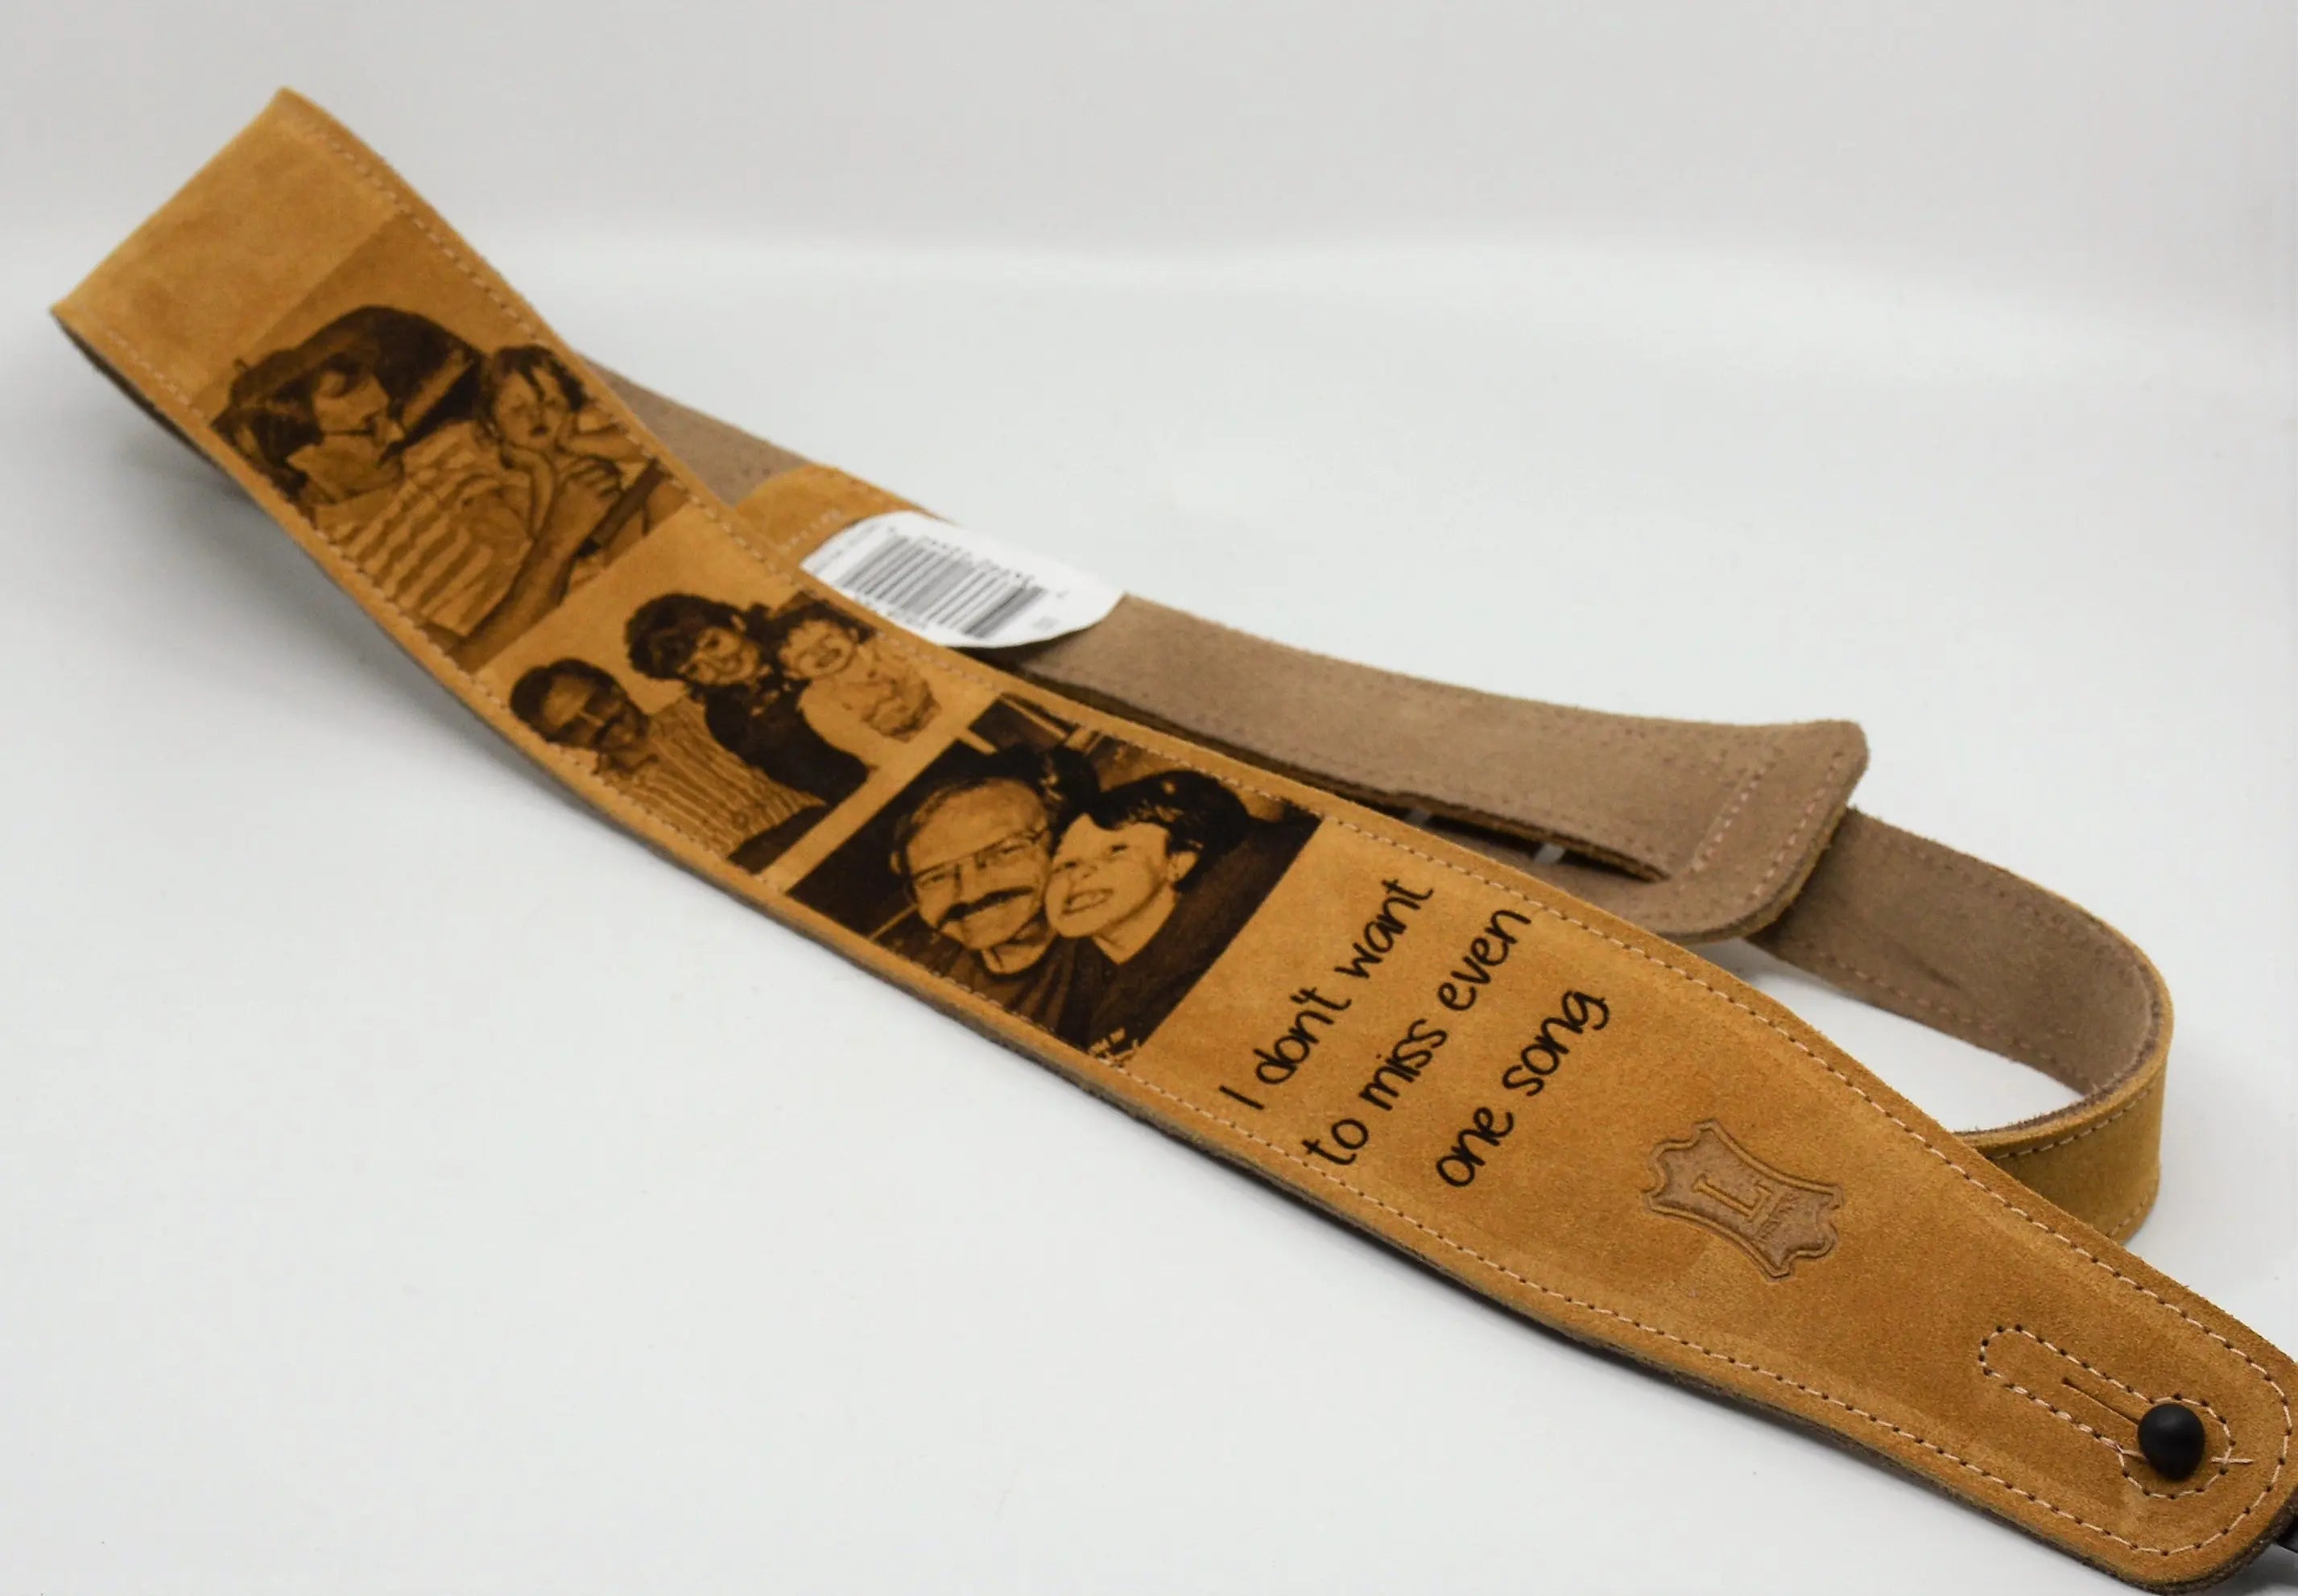 I don't want
to miss even
one song
L